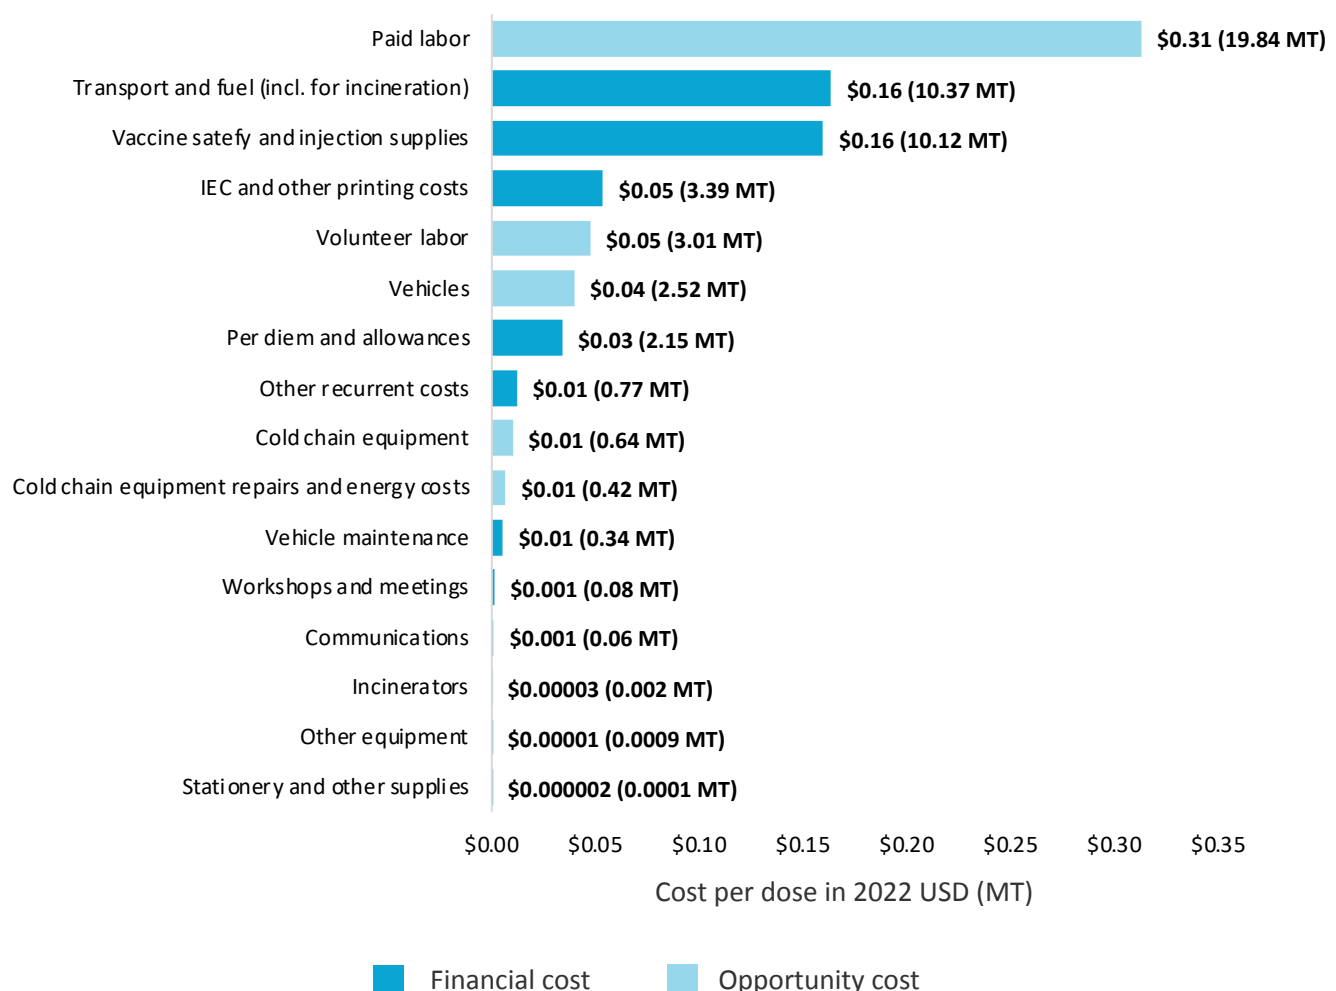 Paid labor $0.31 (19.84 MT)
Transport and fuel (incl. for incineration) $0.16 (10.37 MT)
Vaccine satefy and injection supplies $0.16 (10.12 MT)
IEC and other printing costs $0.05 (3.39 MT)
Volunteer labor $0.05 (3.01 MT)
Vehicles $0.04 (2.52 MT)
Per diem and allowances $0.03 (2.15 MT)
Other recurrent costs $0.01 (0.77 MT)
Cold chain equipment $0.01 (0.64 MT)
Cold chain equipment repairs and energy costs $0.01 (0.42 MT)
Vehicle maintenance $0.01 (0.34 MT)
Workshops and meetings $0.001 (0.08 MT)
Communications $0.001 (0.06 MT)
Incinerators $0.00003 (0.002 MT)
Other equipment $0.00001 (0.0009 MT)
Stationery and other supplies $0.000002 (0.0001 MT)
$0.00 $0.05 $0.10 $0.15 $0.20 $0.25 $0.30 $0.35
Cost per dose in 2022 USD (MT)
Financial cost Opportunity cost